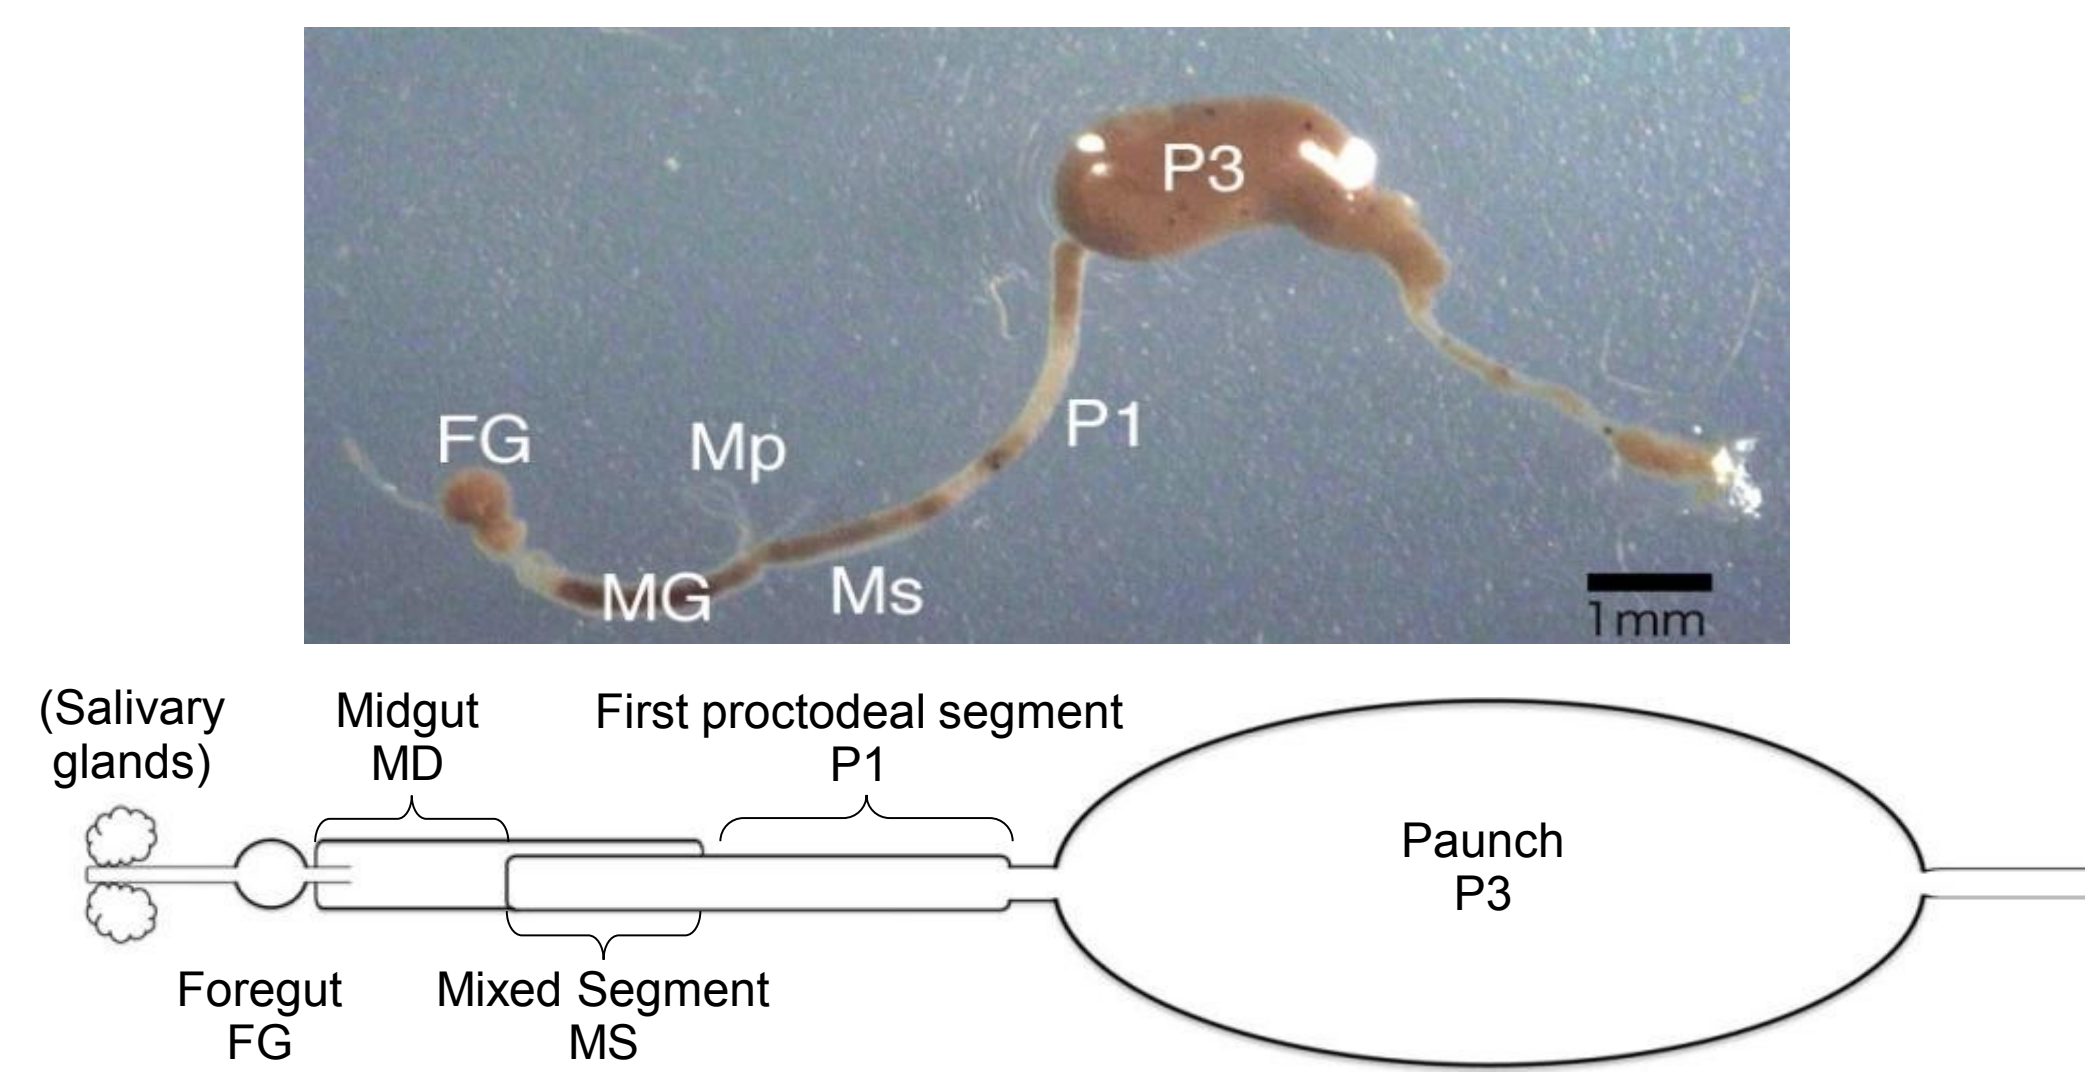 P3
P1
FG
Mp
MG
Ms
1mm
(Salivary
glands)
Midgut
MD
First proctodeal segment
P1
Paunch
P3
Foregut
FG
Mixed Segment
MS